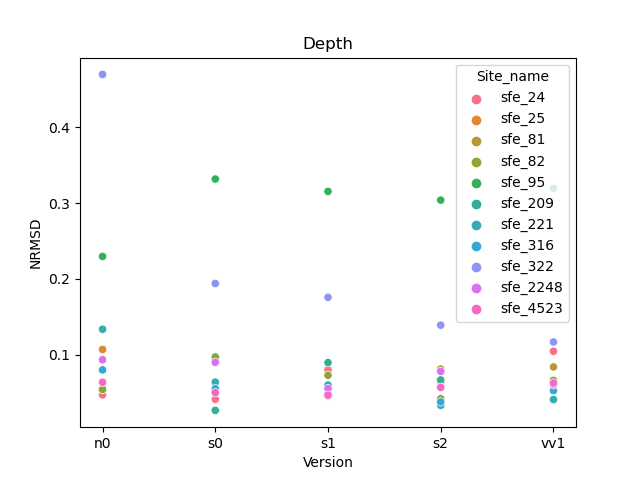 Depth
Site_name
sfe_24
sfe_25
sfe_81
sfe_82
sfe_95
sfe_209
sfe_221
sfe_316
sfe_322
sfe_2248
sfe_4523
NRMSD
0.4
0.3
0.2
0.1
n0 s0 s1 s2 vv1
Version